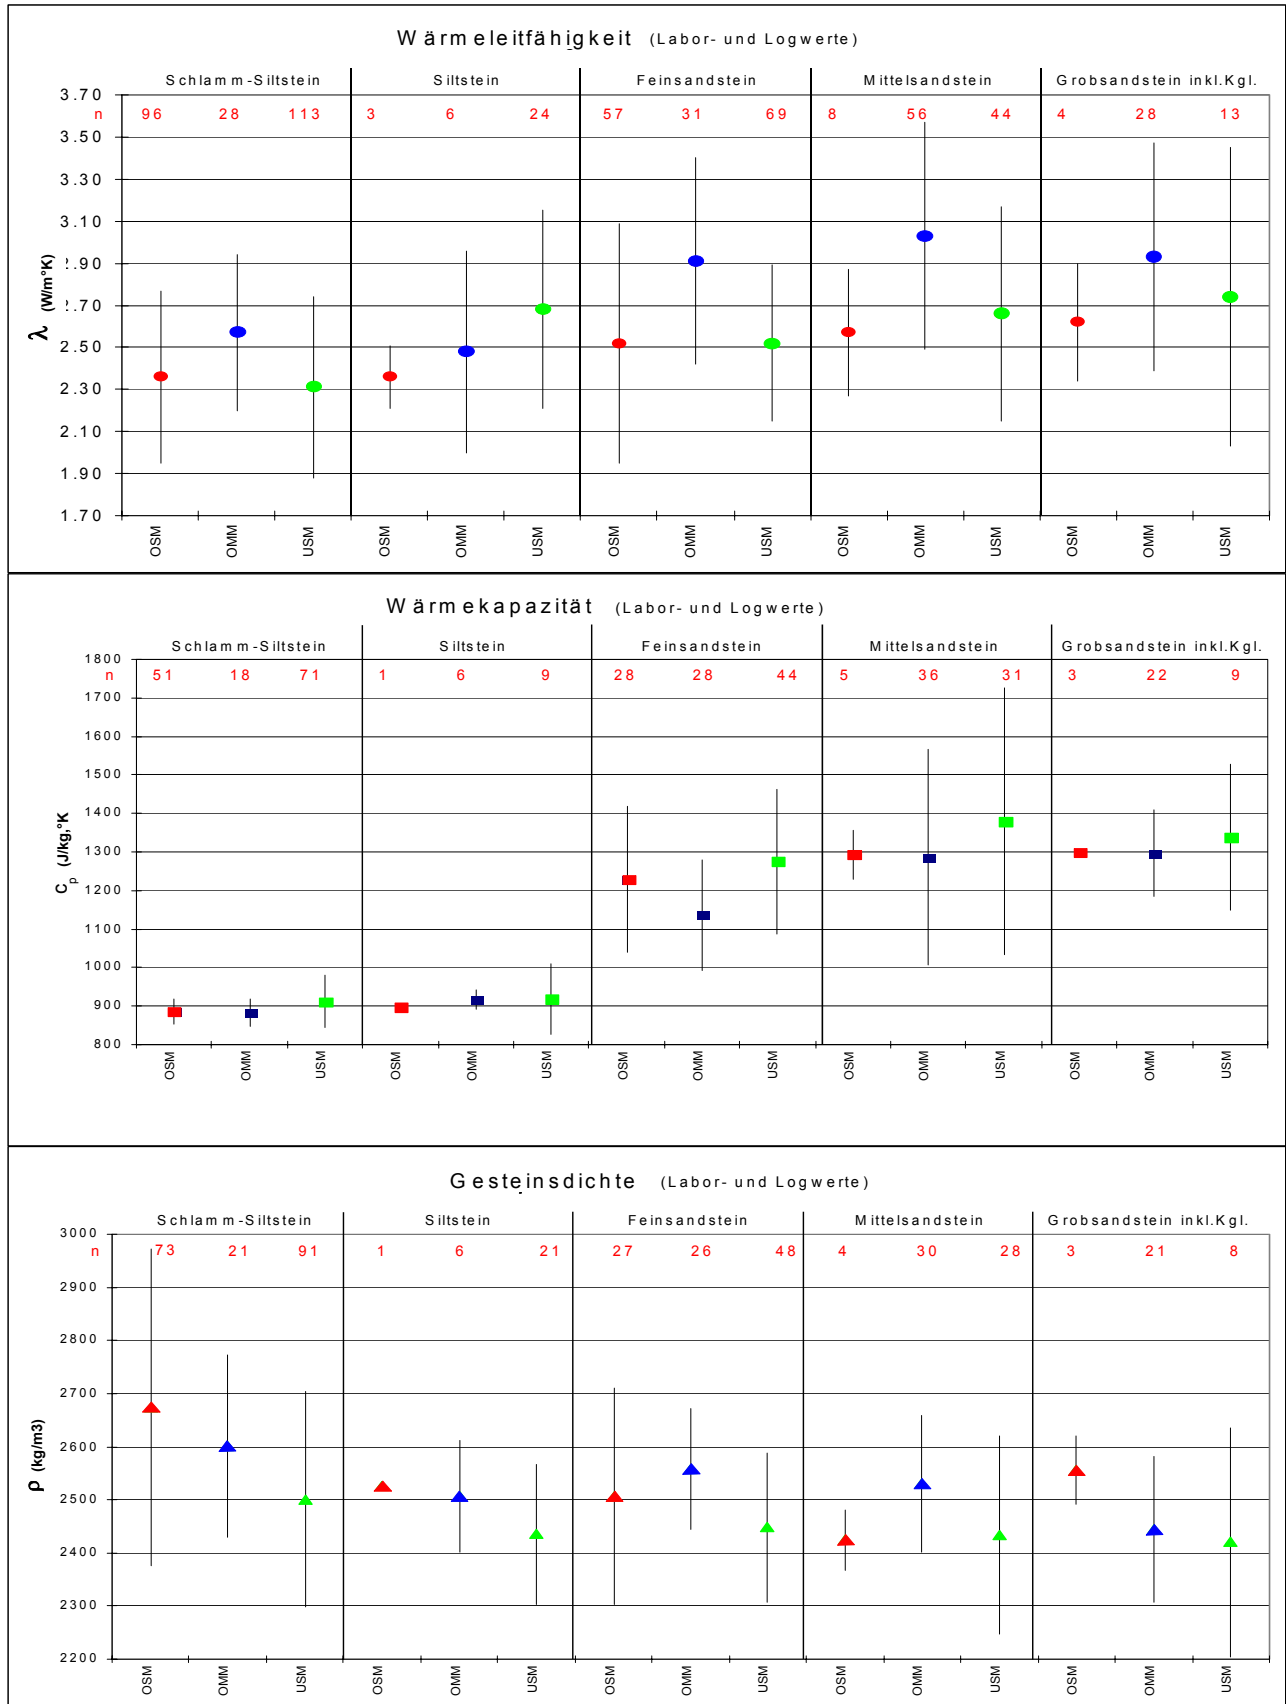 Wärmeleitfähigkeit (Labor- und Logwerte)
Schlamm-Siltstein Siltstein Feinsandstein Mittelsandstein Grobsandstein inkl.Kgl.
3.70
n 96 28 113 3 6 24 57 31 69 8 56 44 4 28 13
3.50
3.30
3.10
2.90
2.70
2.50
2.30
2.10
1.90
1.70
λ (W/m°K)
OSM OMM USM OSM OMM USM OSM OMM USM OSM OMM USM OSM OMM USM
Wärmekapazität (Labor- und Logwerte)
Schlamm-Siltstein Siltstein Feinsandstein Mittelsandstein Grobsandstein inkl.Kgl.
1800
n 51 18 71 1 6 9 28 28 44 5 36 31 3 22 9
1700
1600
1500
1400
1300
1200
1100
1000
900
800
Cp (J/kg,°K
OSM OMM USM OSM OMM USM OSM OMM USM OSM OMM USM OSM OMM USM
Gesteinsdichte (Labor- und Logwerte)
Schlamm-Siltstein Siltstein Feinsandstein Mittelsandstein Grobsandstein inkl.Kgl.
3000
n 73 21 91 1 6 21 27 26 48 4 30 28 3 21 8
2900
2800
2700
2600
2500
2400
2300
2200
ρ (kg/m3)
OSM OMM USM OSM OMM USM OSM OMM USM OSM OMM USM OSM OMM USM